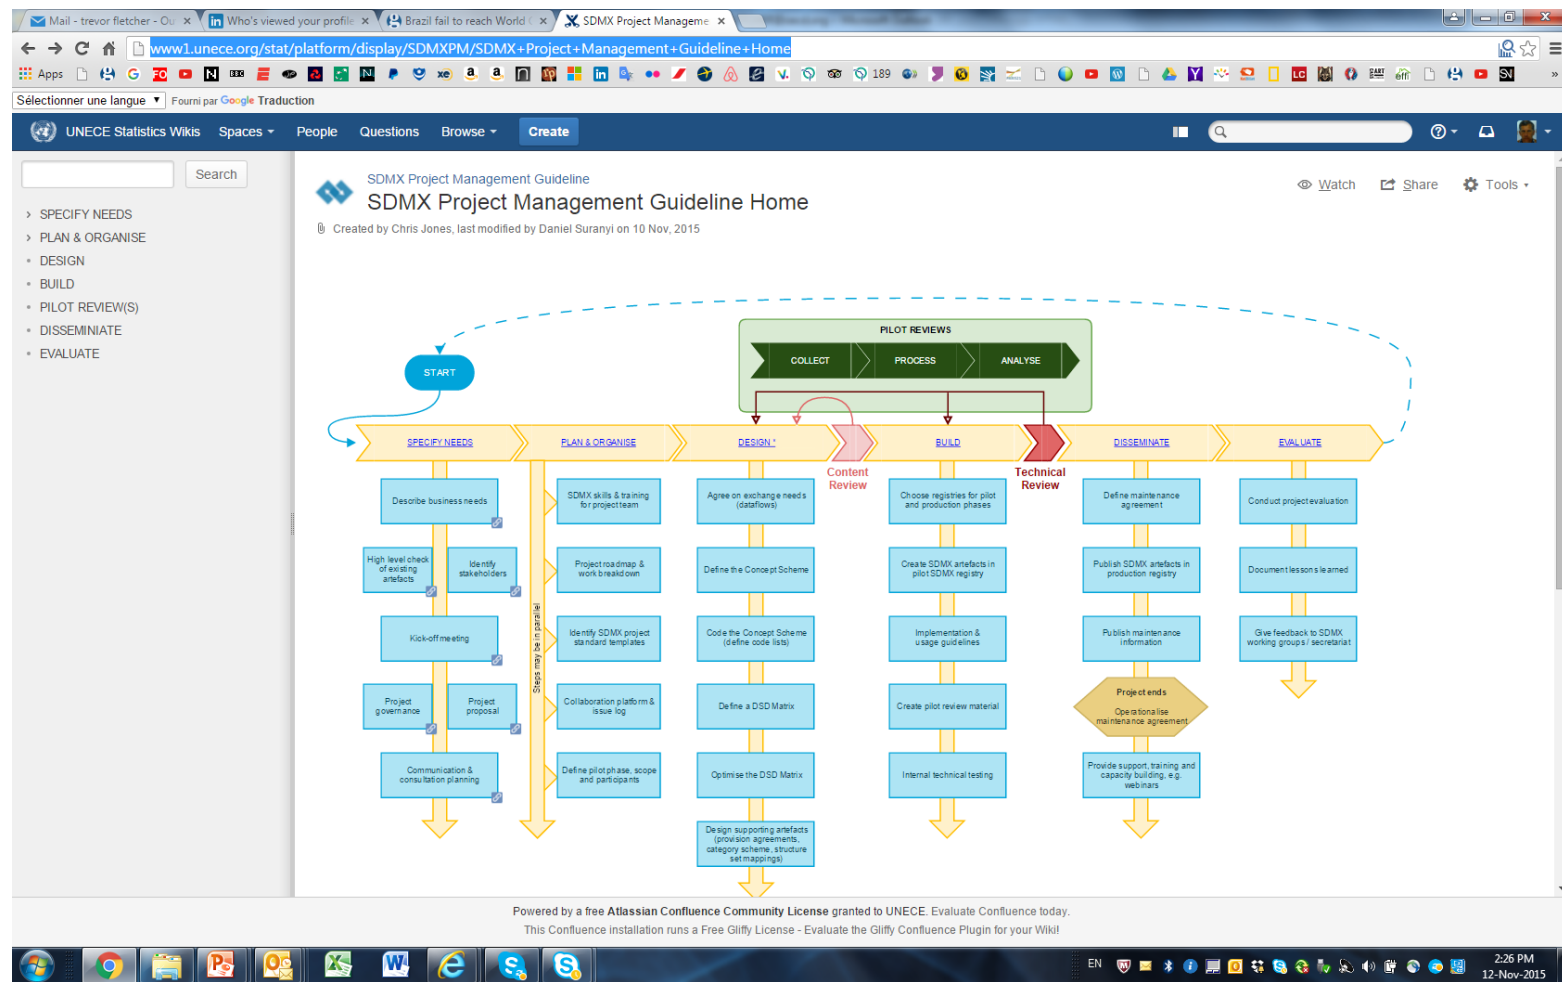 Mail - trevor fletcher - Ou
Who's viewed your profile
Brazil fail to reach World C
SDMX Project Manageme
www1.unece.org/stat/platform/display/SDMXPM/SDMX+Project+Management+Guideline+Home
Apps
189
Sélectionner une langue
Fourni par Google Traduction
UNECE Statistics Wikis
Spaces
People
Questions
Browse
Create
Search
SPECIFY NEEDS
PLAN & ORGANISE
DESIGN
BUILD
PILOT REVIEW(S)
DISSEMINIATE
EVALUATE
SDMX Project Management Guideline
SDMX Project Management Guideline Home
Created by Chris Jones, last modified by Daniel Suranyi on 10 Nov, 2015
Watch
Share
Tools
START
PILOT REVIEWS
COLLECT
PROCESS
ANALYSE
SPECIFY NEEDS
PLAN & ORGANISE
DESIGN *
BUILD
DISSEMINATE
EVALUATE
Content
Review
Technical
Review
Describe business needs
High level check
of existing
artefacts
Identify
stakeholders
Kick-off meeting
Project
governance
Project
proposal
Communication &
consultation planning
Steps may be in parallel
SDMX skills & training
for project team
Project roadmap &
work breakdown
Identify SDMX project
standard templates
Collaboration platform &
issue log
Define pilot phase, scope
and participants
Agree on exchange needs
(dataflows)
Define the Concept Scheme
Code the Concept Scheme
(define code lists)
Define a DSD Matrix
Optimise the DSD Matrix
Design supporting artefacts
(provision agreements,
category scheme, structure
set mappings)
Choose registries for pilot
and production phases
Create SDMX artefacts in
pilot SDMX registry
Implementation &
usage guidelines
Create pilot review material
Internal technical testing
Define maintenance
agreement
Publish SDMX artefacts in
production registry
Publish maintenance
information
Project ends
Operationalise
maintenance agreement
Provide support, training and
capacity building, e.g.
webinars
Conduct project evaluation
Document lessons learned
Give feedback to SDMX
working groups / secretariat
Powered by a free Atlassian Confluence Community License granted to UNECE. Evaluate Confluence today.
This Confluence installation runs a Free Gliffy License - Evaluate the Gliffy Confluence Plugin for your Wiki!
EN
2:26 PM
12-Nov-2015